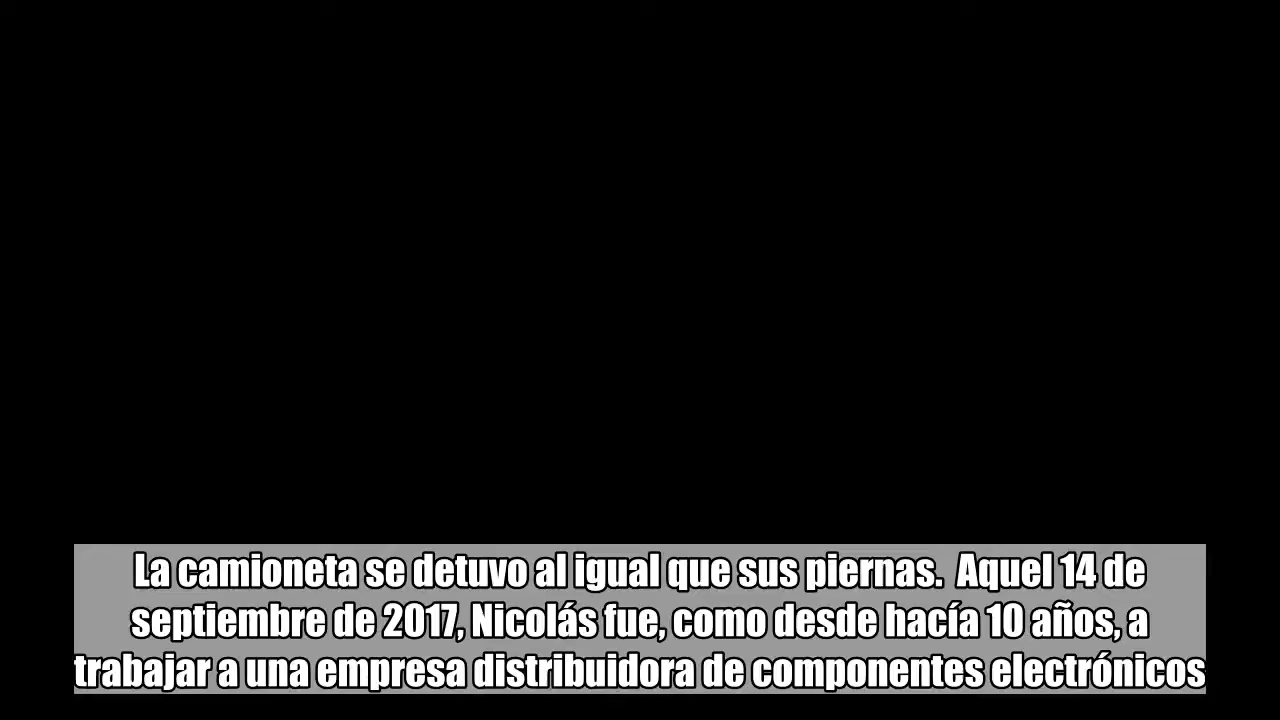 La camioneta se detuvo al igual que sus piernas.  Aquel 14 de
septiembre de 2017, Nicolás fue, como desde hacía 10 años, a
trabajar a una empresa distribuidora de componentes electrónicos